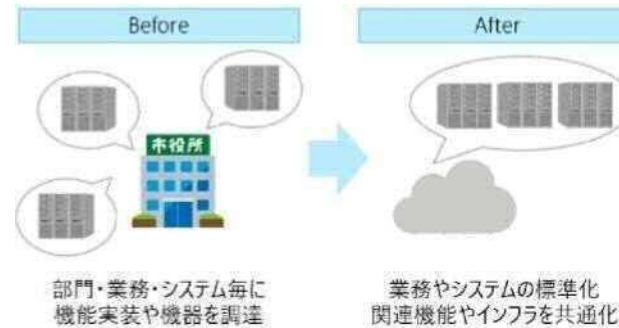 Before
After
市役所
部門・業務・システム毎に
機能実装や機器を調達
業務やシステムの標準化
関連機能やインフラを共通化